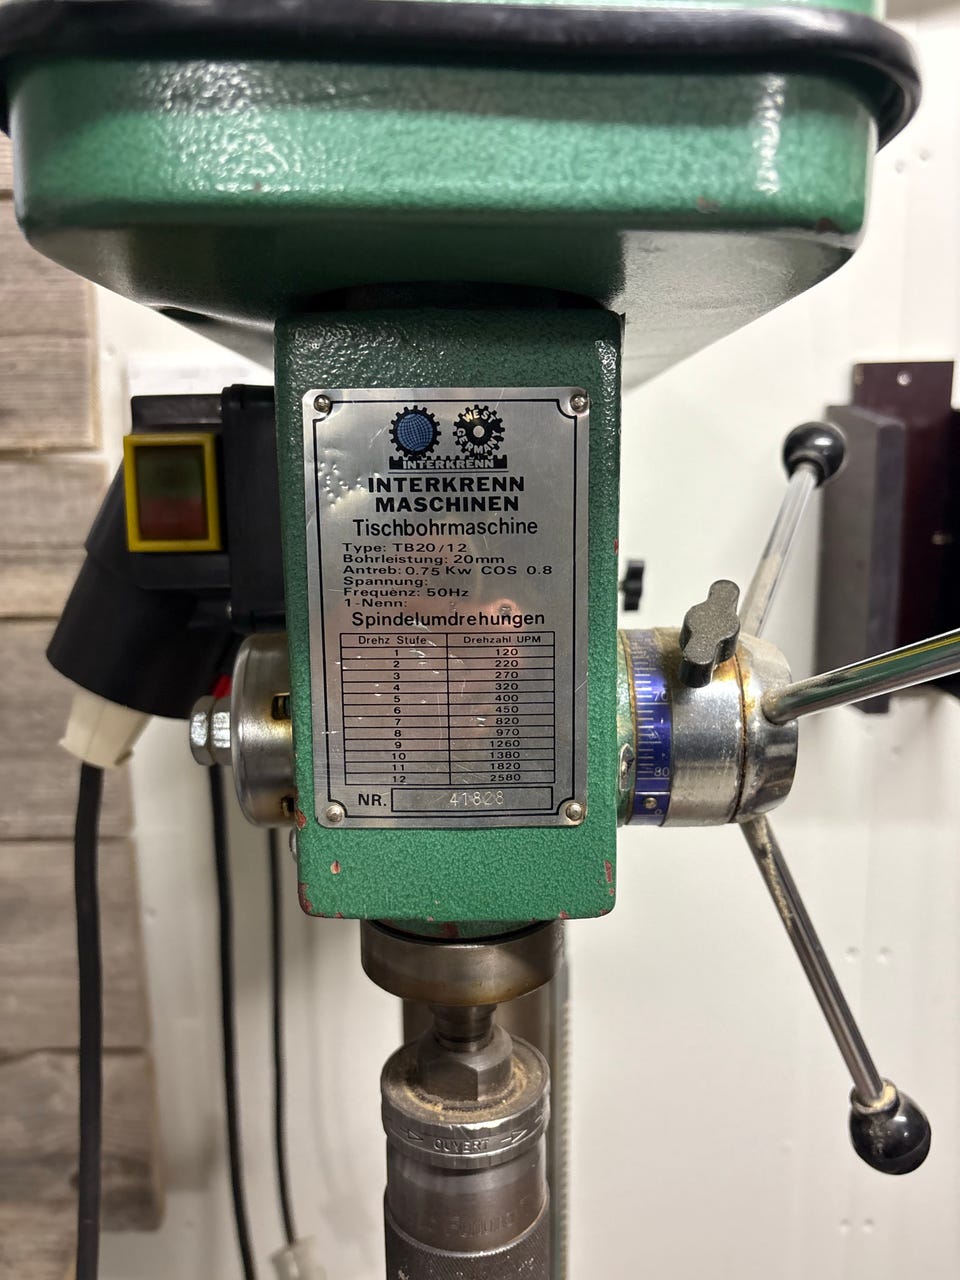 WEST GERMANY
INTERKRENN
INTERKRENN
MASCHINEN
Tischbohrmaschine
Type: TB20/12
Bohrleistung: 20mm
Antreb: 0.75 Kw COS 0.8
Spannung:
Frequenz: 50Hz
1-Nenn:
Spindelumdrehungen
Drehz Stufe Drehzahl UPM
1 120
2 220
3 270
4 320
5 400
6 450
7 820
8 970
9 1260
10 1380
11 1820
12 2580
NR. 41828
70
80
OUVERT